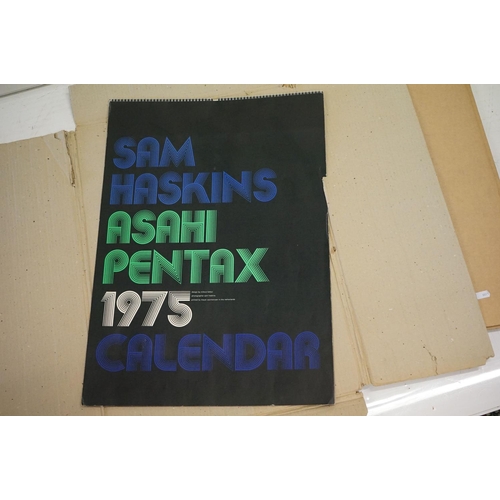 SAM
HASKINS
ASAHI
PENTAX
1975
CALENDAR